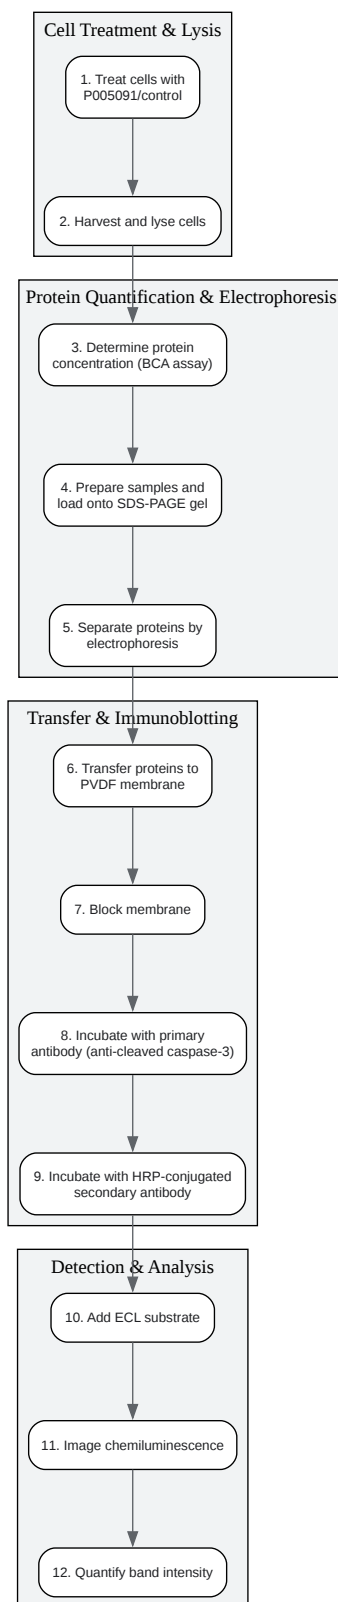 Cell Treatment & Lysis
1. Treat cells with
P005091/control
2. Harvest and lyse cells
Protein Quantification & Electrophoresis
3. Determine protein
concentration (BCA assay)
4. Prepare samples and
load onto SDS-PAGE gel
5. Separate proteins by
electrophoresis
Transfer & Immunoblotting
6. Transfer proteins to
PVDF membrane
7. Block membrane
8. Incubate with primary
antibody (anti-cleaved caspase-3)
9. Incubate with HRP-conjugated
secondary antibody
Detection & Analysis
10. Add ECL substrate
11. Image chemiluminescence
12. Quantify band intensity